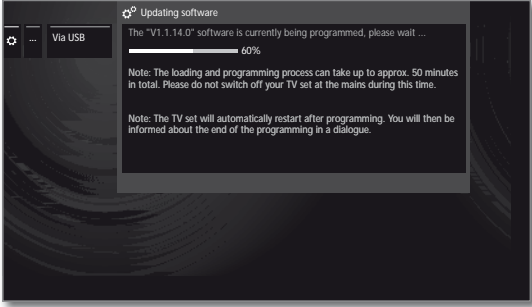 Updating software
... Via USB
The "V1.1.14.0" software is currently being programmed, please wait ...
60%
Note: The loading and programming process can take up to approx. 50 minutes
in total. Please do not switch off your TV set at the mains during this time.
Note: The TV set will automatically restart after programming. You will then be
informed about the end of the programming in a dialogue.